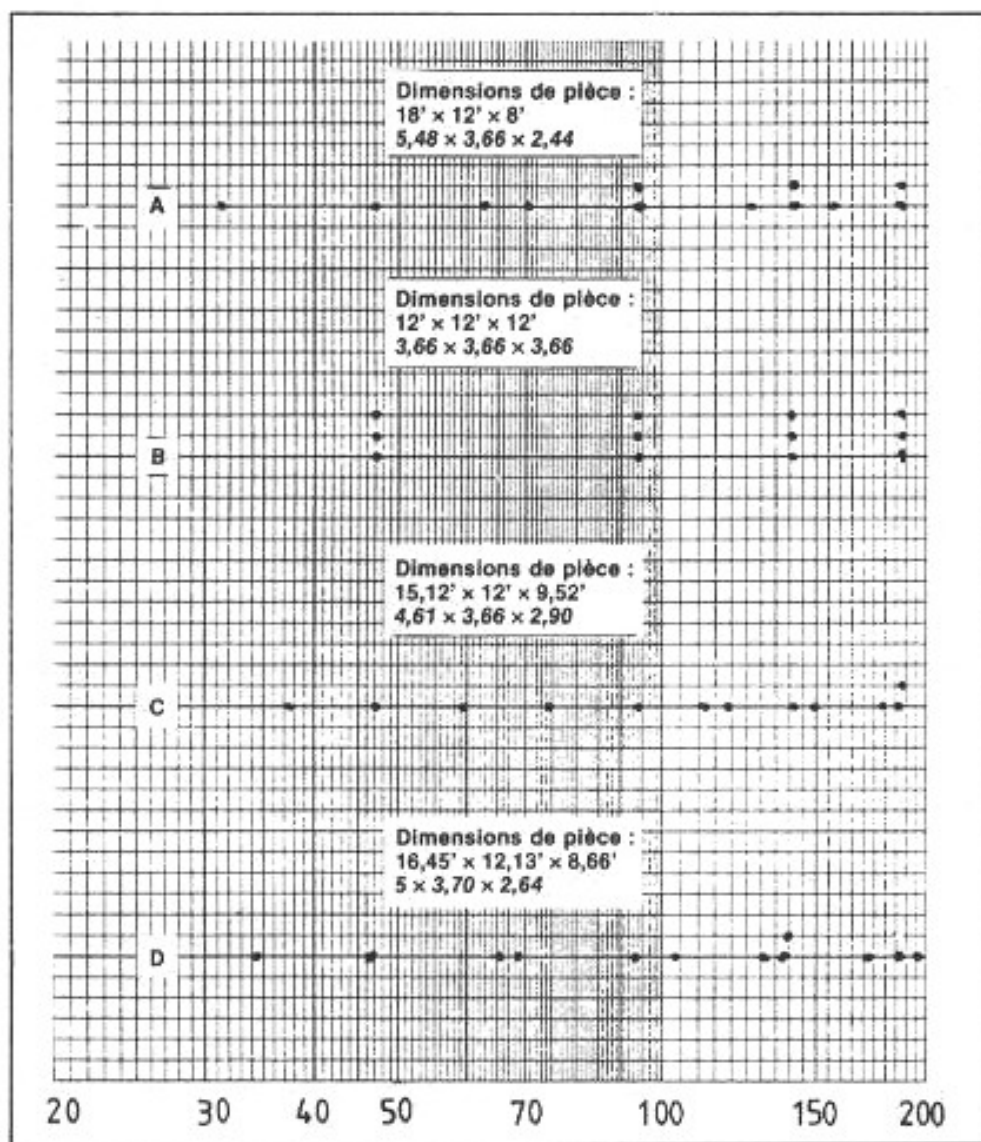 Dimensions de pièce :
18' × 12' × 8'
5,48 × 3,66 × 2,44
A
Dimensions de pièce :
12' × 12' × 12'
3,66 × 3,66 × 3,66
B
Dimensions de pièce :
15,12' × 12' × 9,52'
4,61 × 3,66 × 2,90
C
Dimensions de pièce :
16,45' × 12,13' × 8,66'
5 × 3,70 × 2,64
D
20 30 40 50 70 100 150 200